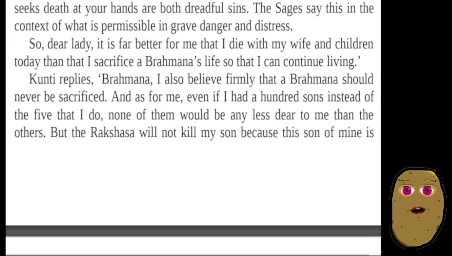 seeks death at your hands are both dreadful sins. The Sages say this in the
context of what is permissible in grave danger and distress.
So, dear lady, it is far better for me that I die with my wife and children
today than that I sacrifice a Brahmana’s life so that I can continue living.’
Kunti replies, ‘Brahmana, I also believe firmly that a Brahmana should
never be sacrificed. And as for me, even if I had a hundred sons instead of
the five that I do, none of them would be any less dear to me than the
others. But the Rakshasa will not kill my son because this son of mine is